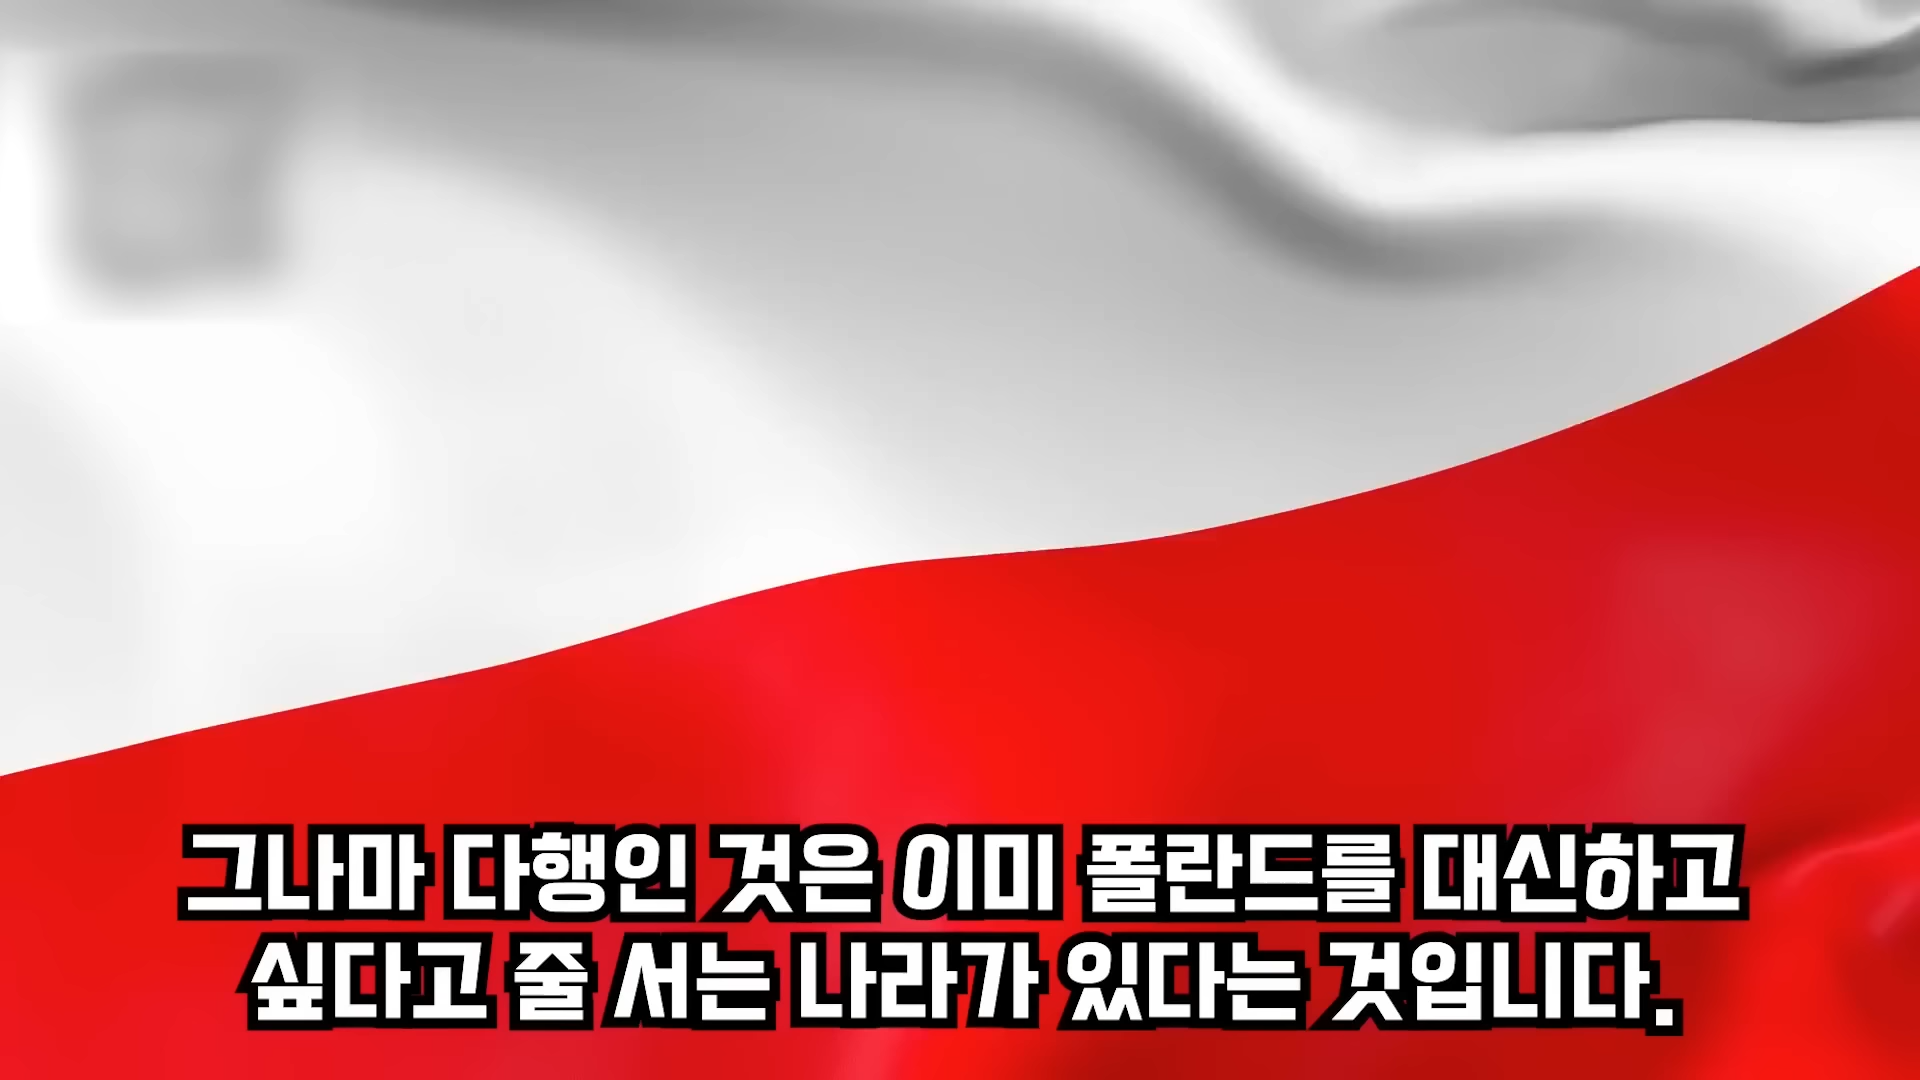 그나마 다행인 것은 이미 폴란드를 대신하고
싶다고 줄 서는 나라가 있다는 것입니다.